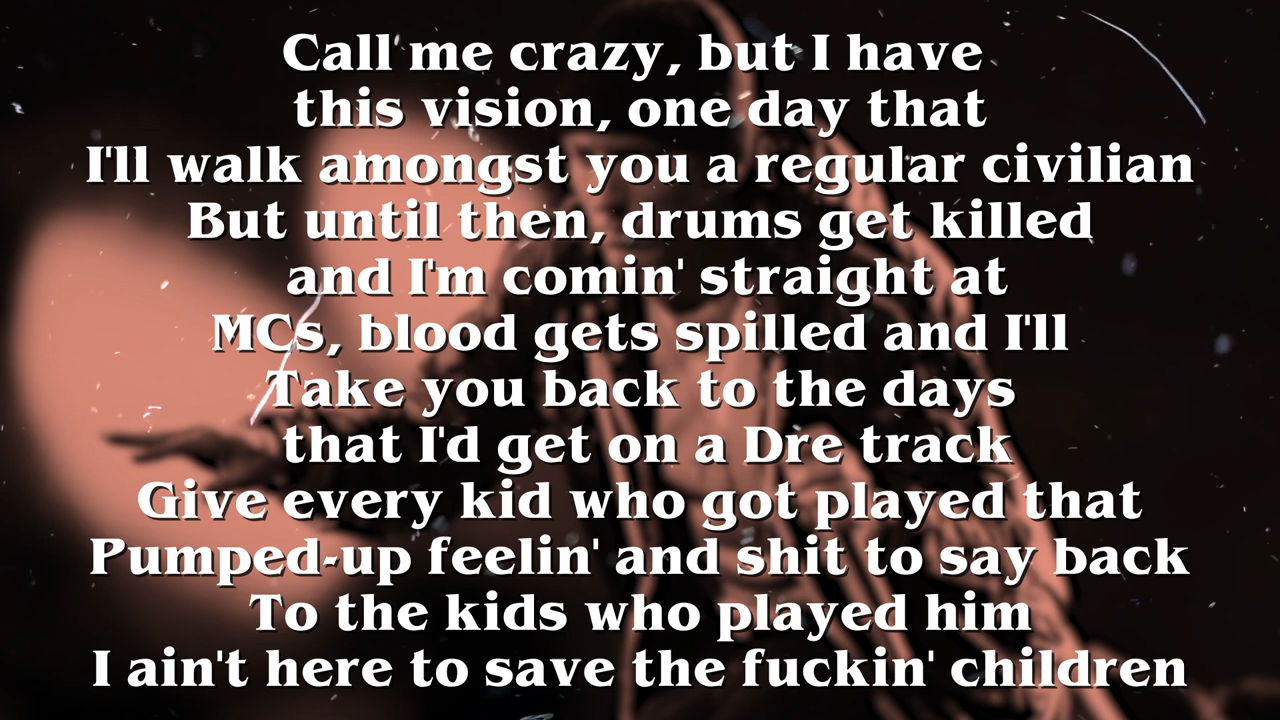 Call me crazy, but I have
this vision, one day that
I'll walk amongst you a regular civilian
But until then, drums get killed
and I'm comin' straight at
MCs, blood gets spilled and I'll
Take you back to the days
that I'd get on a Dre track
Give every kid who got played that
Pumped-up feelin' and shit to say back
To the kids who played him
I ain't here to save the fuckin' children